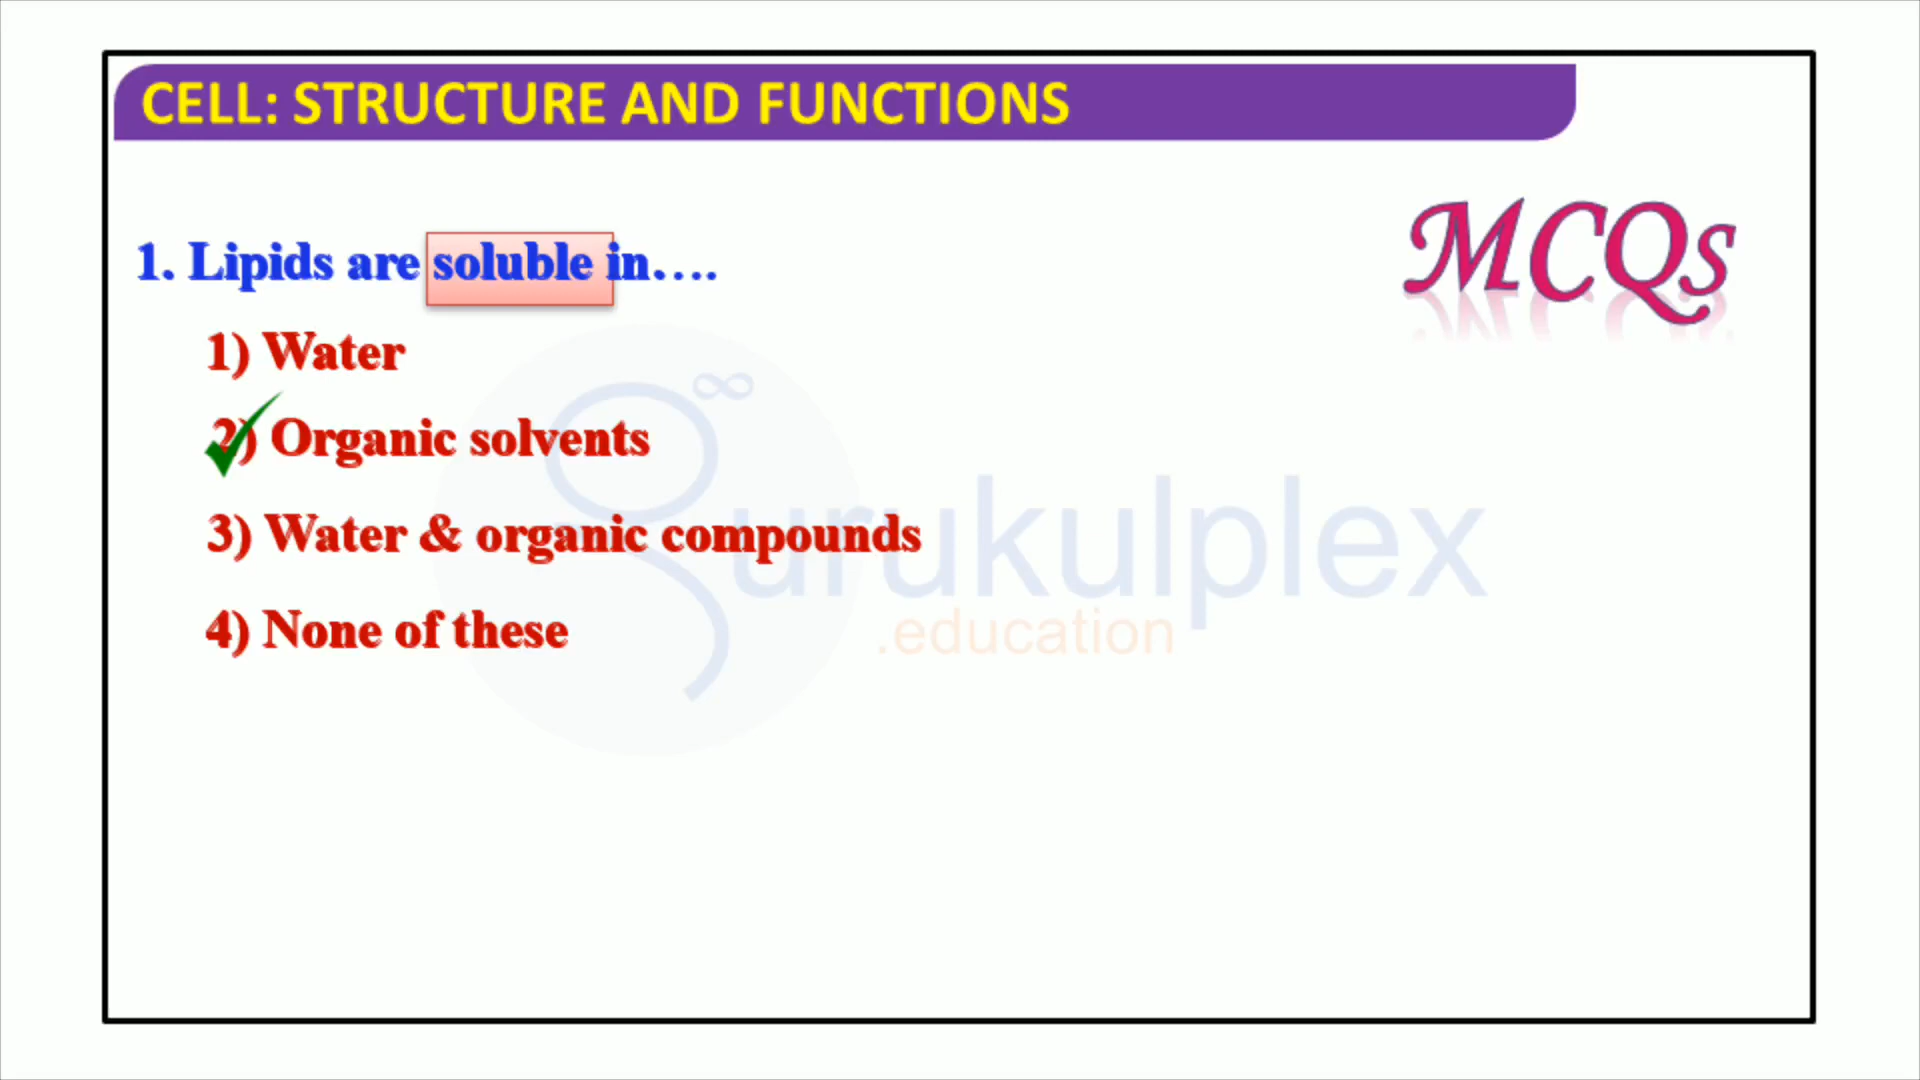 CELL: STRUCTURE AND FUNCTIONS
MCQs
1. Lipids are soluble in….
1) Water
2) Organic solvents
3) Water & organic compounds
4) None of these
urukulplex
.education